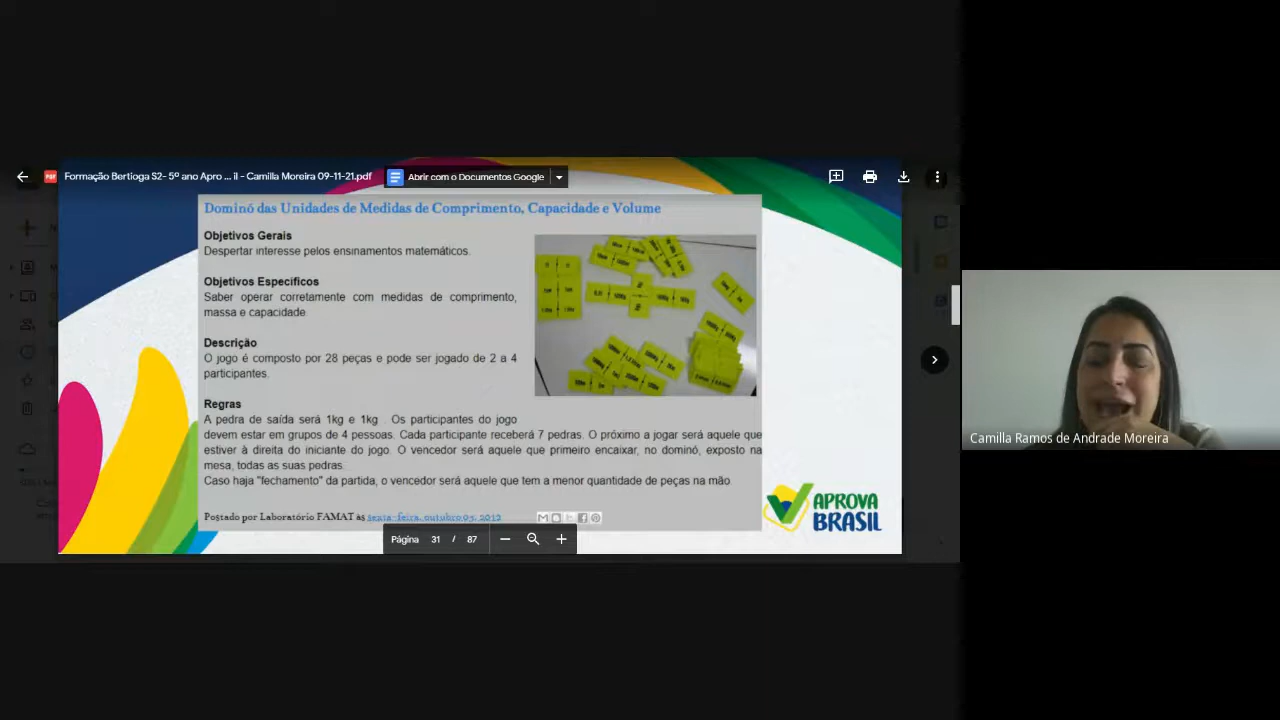 Formação Bertioga S2- 5º ano Apro ... il - Camilla Moreira 09-11-21.pdf
Abrir com o Documentos Google
Dominó das Unidades de Medidas de Comprimento, Capacidade e Volume
Objetivos Gerais
Despertar interesse pelos ensinamentos matemáticos.
Objetivos Específicos
Saber operar corretamente com medidas de comprimento,
massa e capacidade
Descrição
O jogo é composto por 28 peças e pode ser jogado de 2 a 4
participantes.
Regras
A pedra de saída será 1kg e 1kg . Os participantes do jogo
devem estar em grupos de 4 pessoas. Cada participante receberá 7 pedras. O próximo a jogar será aquele que
estiver à direita do iniciante do jogo. O vencedor será aquele que primeiro encaixar, no dominó, exposto na
mesa, todas as suas pedras.
Caso haja "fechamento" da partida, o vencedor será aquele que tem a menor quantidade de peças na mão
Postado por Laboratório FAMAT às sexta-feira, outubro 05, 2012
APROVA
BRASIL
Página 31 / 87
Camilla Ramos de Andrade Moreira